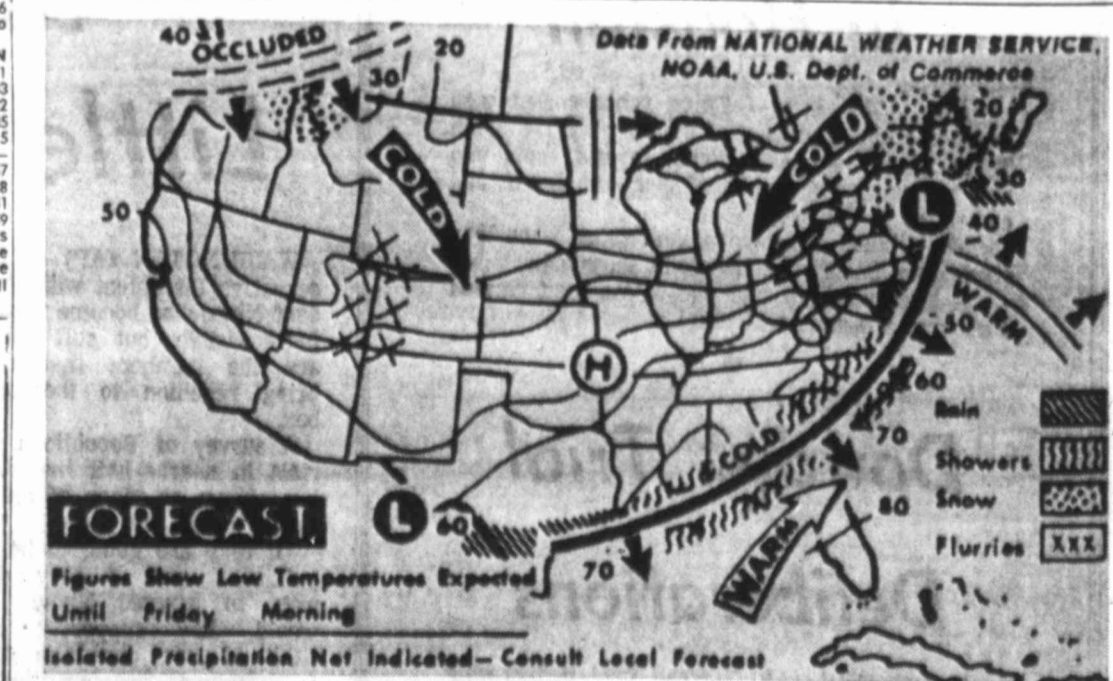 40
OCCLUDED
20
30
Data From NATIONAL WEATHER SERVICE,
NOAA, U.S. Dept. of Commerce
COLD
COLD
20
30
L
40
50
WARM
50
H
60
70
Rain
Showers
Snow
Flurries
XXX
COLD
80
WARM
70
L
60
FORECAST
Figures Show Low Temperatures Expected
Until Friday Morning
Isolated Precipitation Not Indicated— Consult Local Forecast